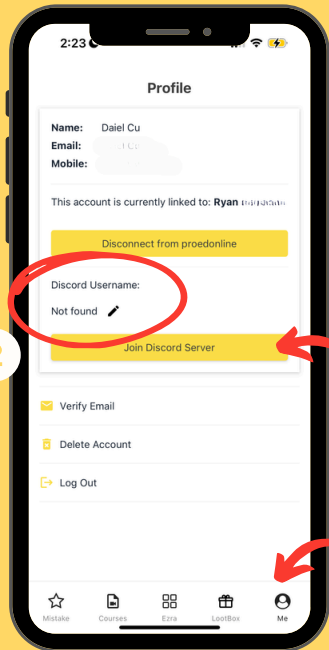 2:23
Profile
Name: Daiel Cu
Email:
Mobile:
This account is currently linked to: Ryan
Disconnect from proedonline
Discord Username:
Not found
Join Discord Server
Verify Email
Delete Account
Log Out
Mistake Courses Ezra LootBox Me